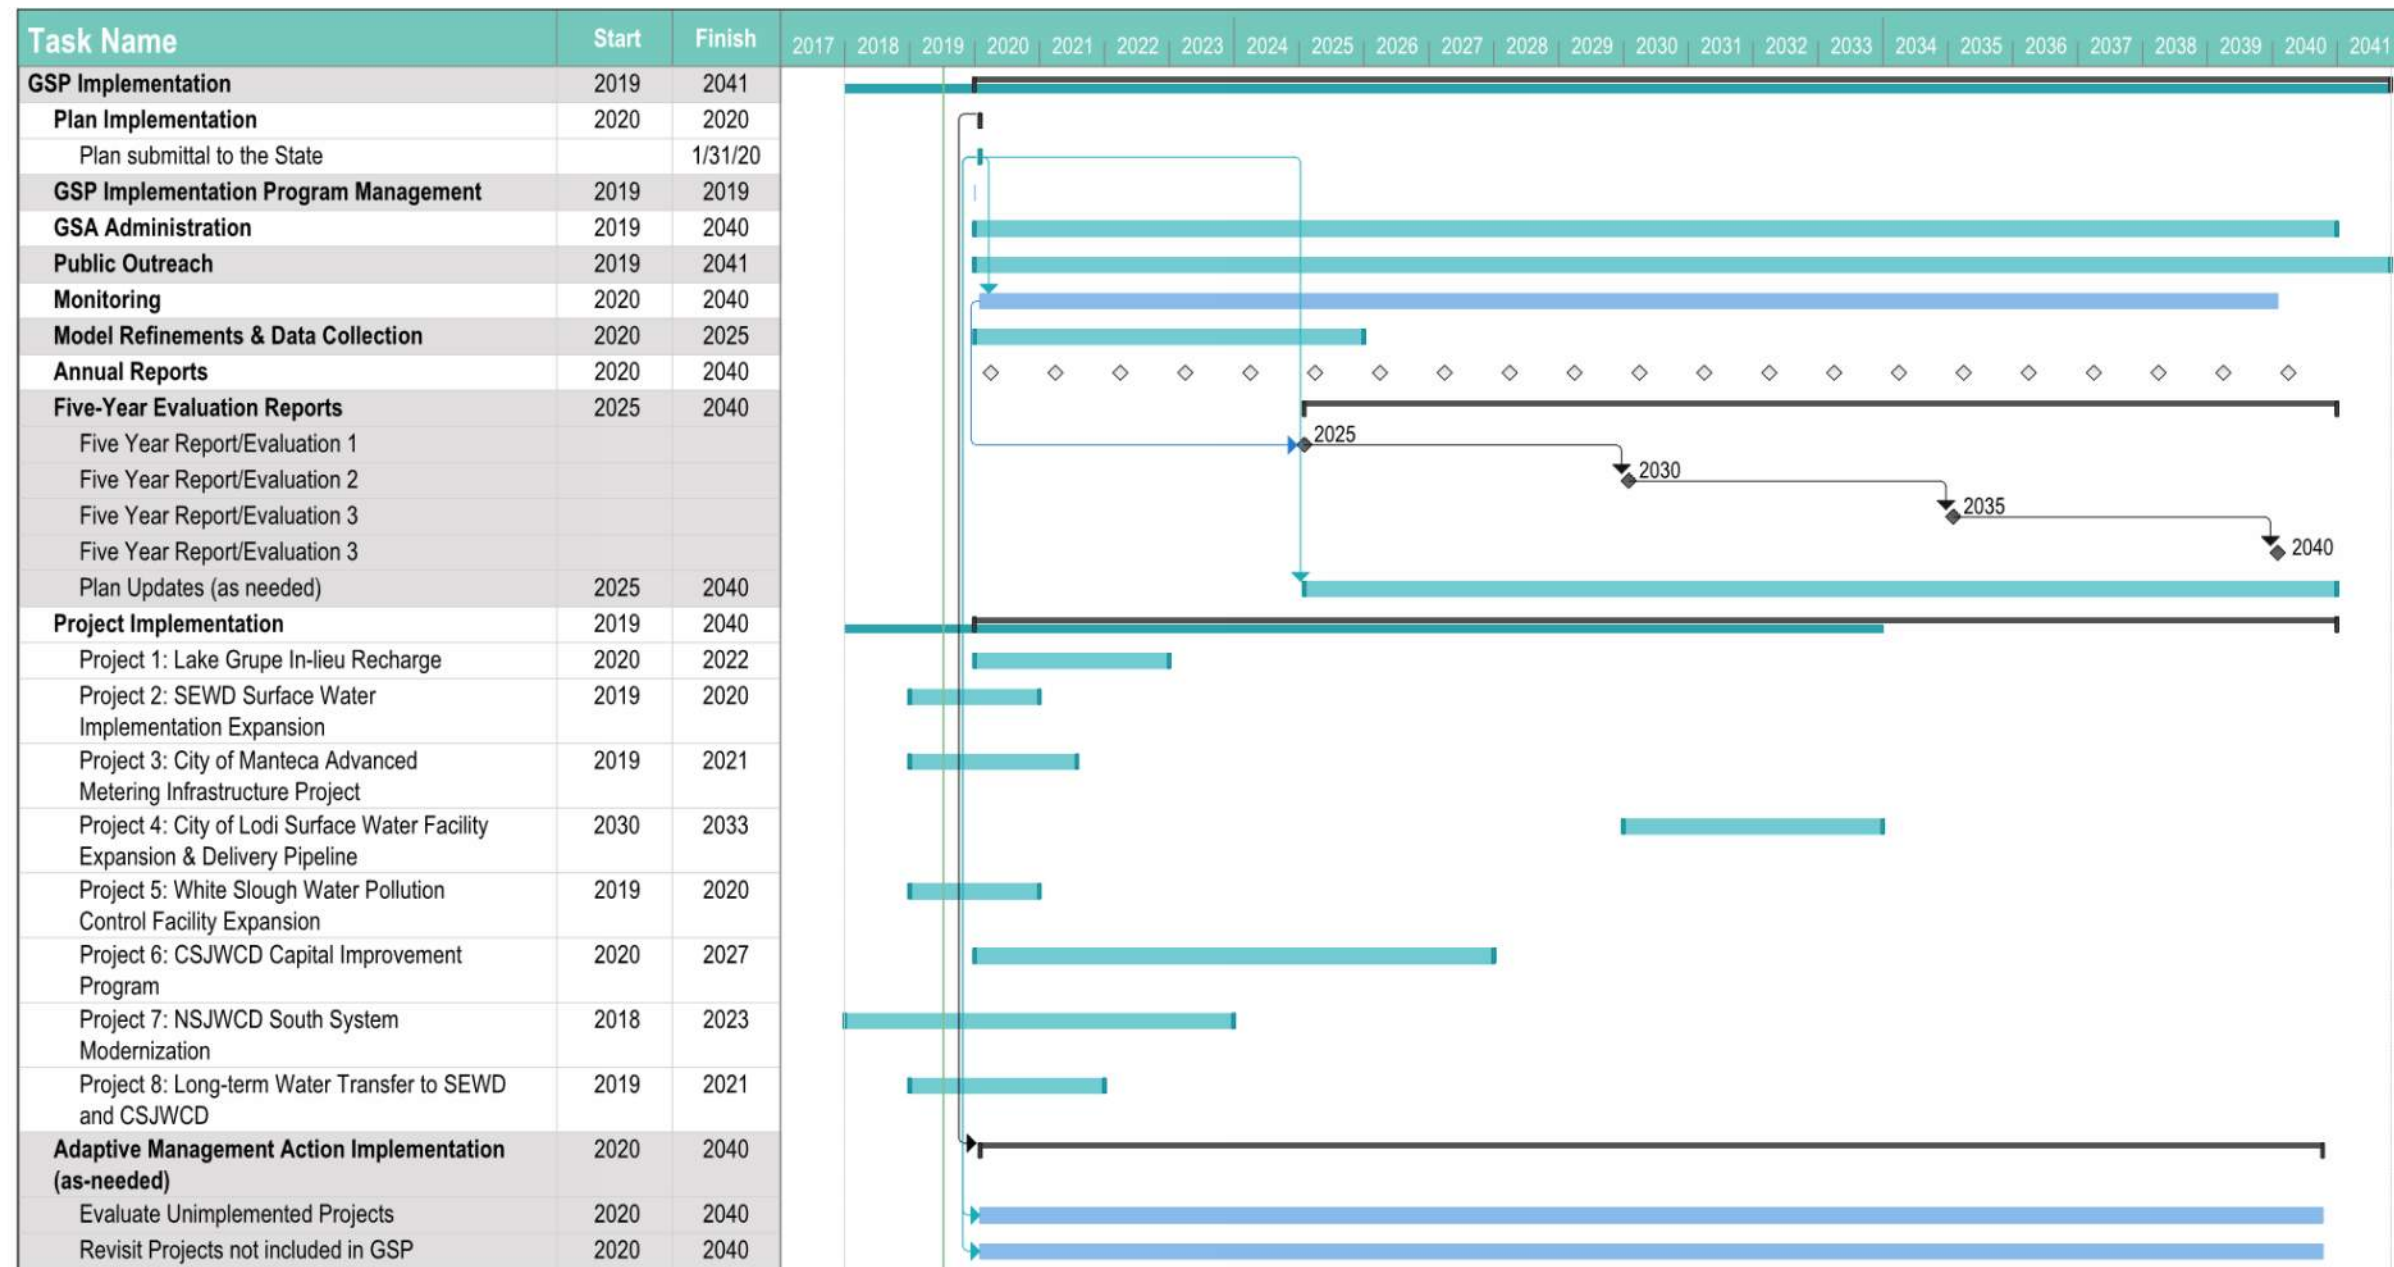 Task Name Start Finish 2017 2018 2019 2020 2021 2022 2023 2024 2025 2026 2027 2028 2029 2030 2031 2032 2033 2034 2035 2036 2037 2038 2039 2040 2041
GSP Implementation 2019 2041
Plan Implementation 2020 2020
Plan submittal to the State 1/31/20
GSP Implementation Program Management 2019 2019
GSA Administration 2019 2040
Public Outreach 2019 2041
Monitoring 2020 2040
Model Refinements & Data Collection 2020 2025
Annual Reports 2020 2040
Five-Year Evaluation Reports 2025 2040
Five Year Report/Evaluation 1 2025
Five Year Report/Evaluation 2 2030
Five Year Report/Evaluation 3 2035
Five Year Report/Evaluation 3 2040
Plan Updates (as needed) 2025 2040
Project Implementation 2019 2040
Project 1: Lake Grupe In-lieu Recharge 2020 2022
Project 2: SEWD Surface Water 2019 2020
Implementation Expansion
Project 3: City of Manteca Advanced 2019 2021
Metering Infrastructure Project
Project 4: City of Lodi Surface Water Facility 2030 2033
Expansion & Delivery Pipeline
Project 5: White Slough Water Pollution 2019 2020
Control Facility Expansion
Project 6: CSJWCD Capital Improvement 2020 2027
Program
Project 7: NSJWCD South System 2018 2023
Modernization
Project 8: Long-term Water Transfer to SEWD 2019 2021
and CSJWCD
Adaptive Management Action Implementation 2020 2040
(as-needed)
Evaluate Unimplemented Projects 2020 2040
Revisit Projects not included in GSP 2020 2040